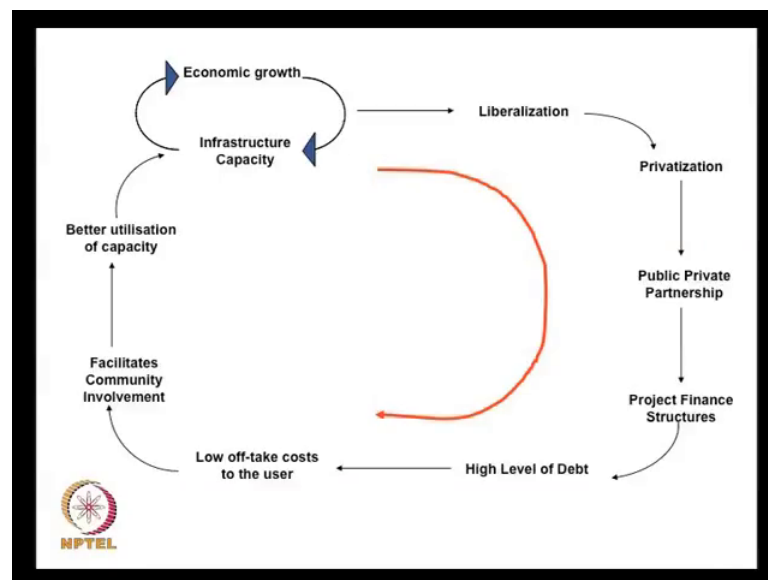 Economic growth
Infrastructure
Capacity
Liberalization
Privatization
Public Private
Partnership
Project Finance
Structures
High Level of Debt
Low off-take costs
to the user
Facilitates
Community
Involvement
Better utilisation
of capacity
NPTEL